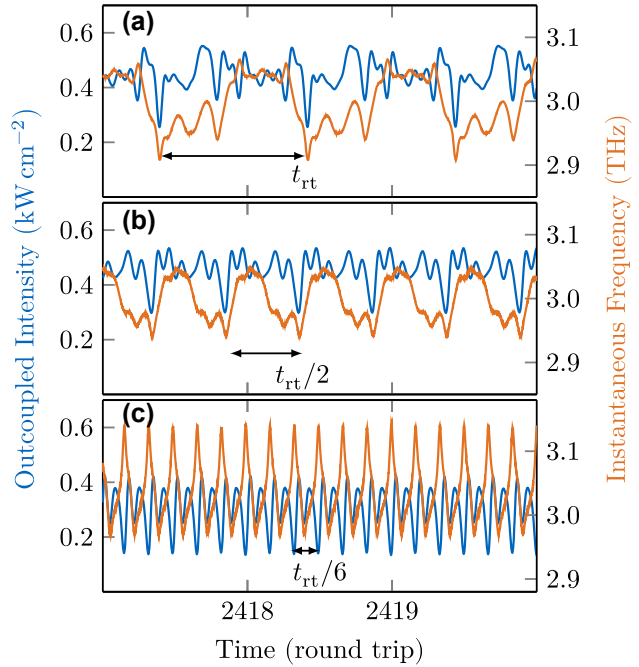 (a)
0.6
0.4
0.2
3.1
3.0
2.9
t_rt
(b)
0.6
0.4
0.2
3.1
3.0
2.9
t_rt/2
(c)
0.6
0.4
0.2
3.1
3.0
2.9
t_rt/6
2418
2419
Time (round trip)
Outcoupled Intensity (kW cm⁻²)
Instantaneous Frequency (THz)